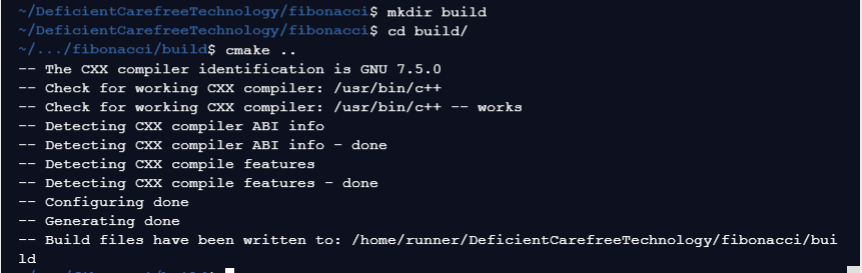 ~/DeficientCarefreeTechnology/fibonacci$ mkdir build
~/DeficientCarefreeTechnology/fibonacci$ cd build/
~/.../fibonacci/build$ cmake ..
-- The CXX compiler identification is GNU 7.5.0
-- Check for working CXX compiler: /usr/bin/c++
-- Check for working CXX compiler: /usr/bin/c++ -- works
-- Detecting CXX compiler ABI info
-- Detecting CXX compiler ABI info - done
-- Detecting CXX compile features
-- Detecting CXX compile features - done
-- Configuring done
-- Generating done
-- Build files have been written to: /home/runner/DeficientCarefreeTechnology/fibonacci/bui
ld